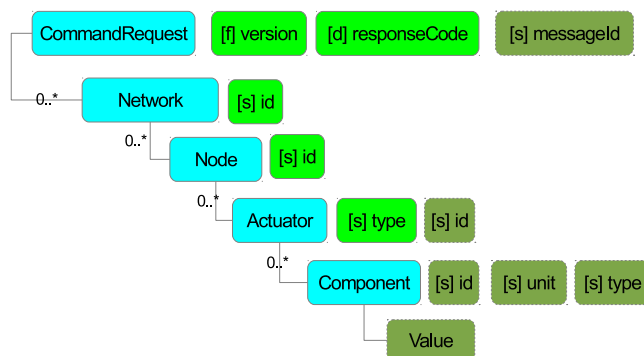 CommandRequest [f] version [d] responseCode [s] messageId
0..* Network [s] id
0..* Node [s] id
0..* Actuator [s] type [s] id
0..* Component [s] id [s] unit [s] type
Value